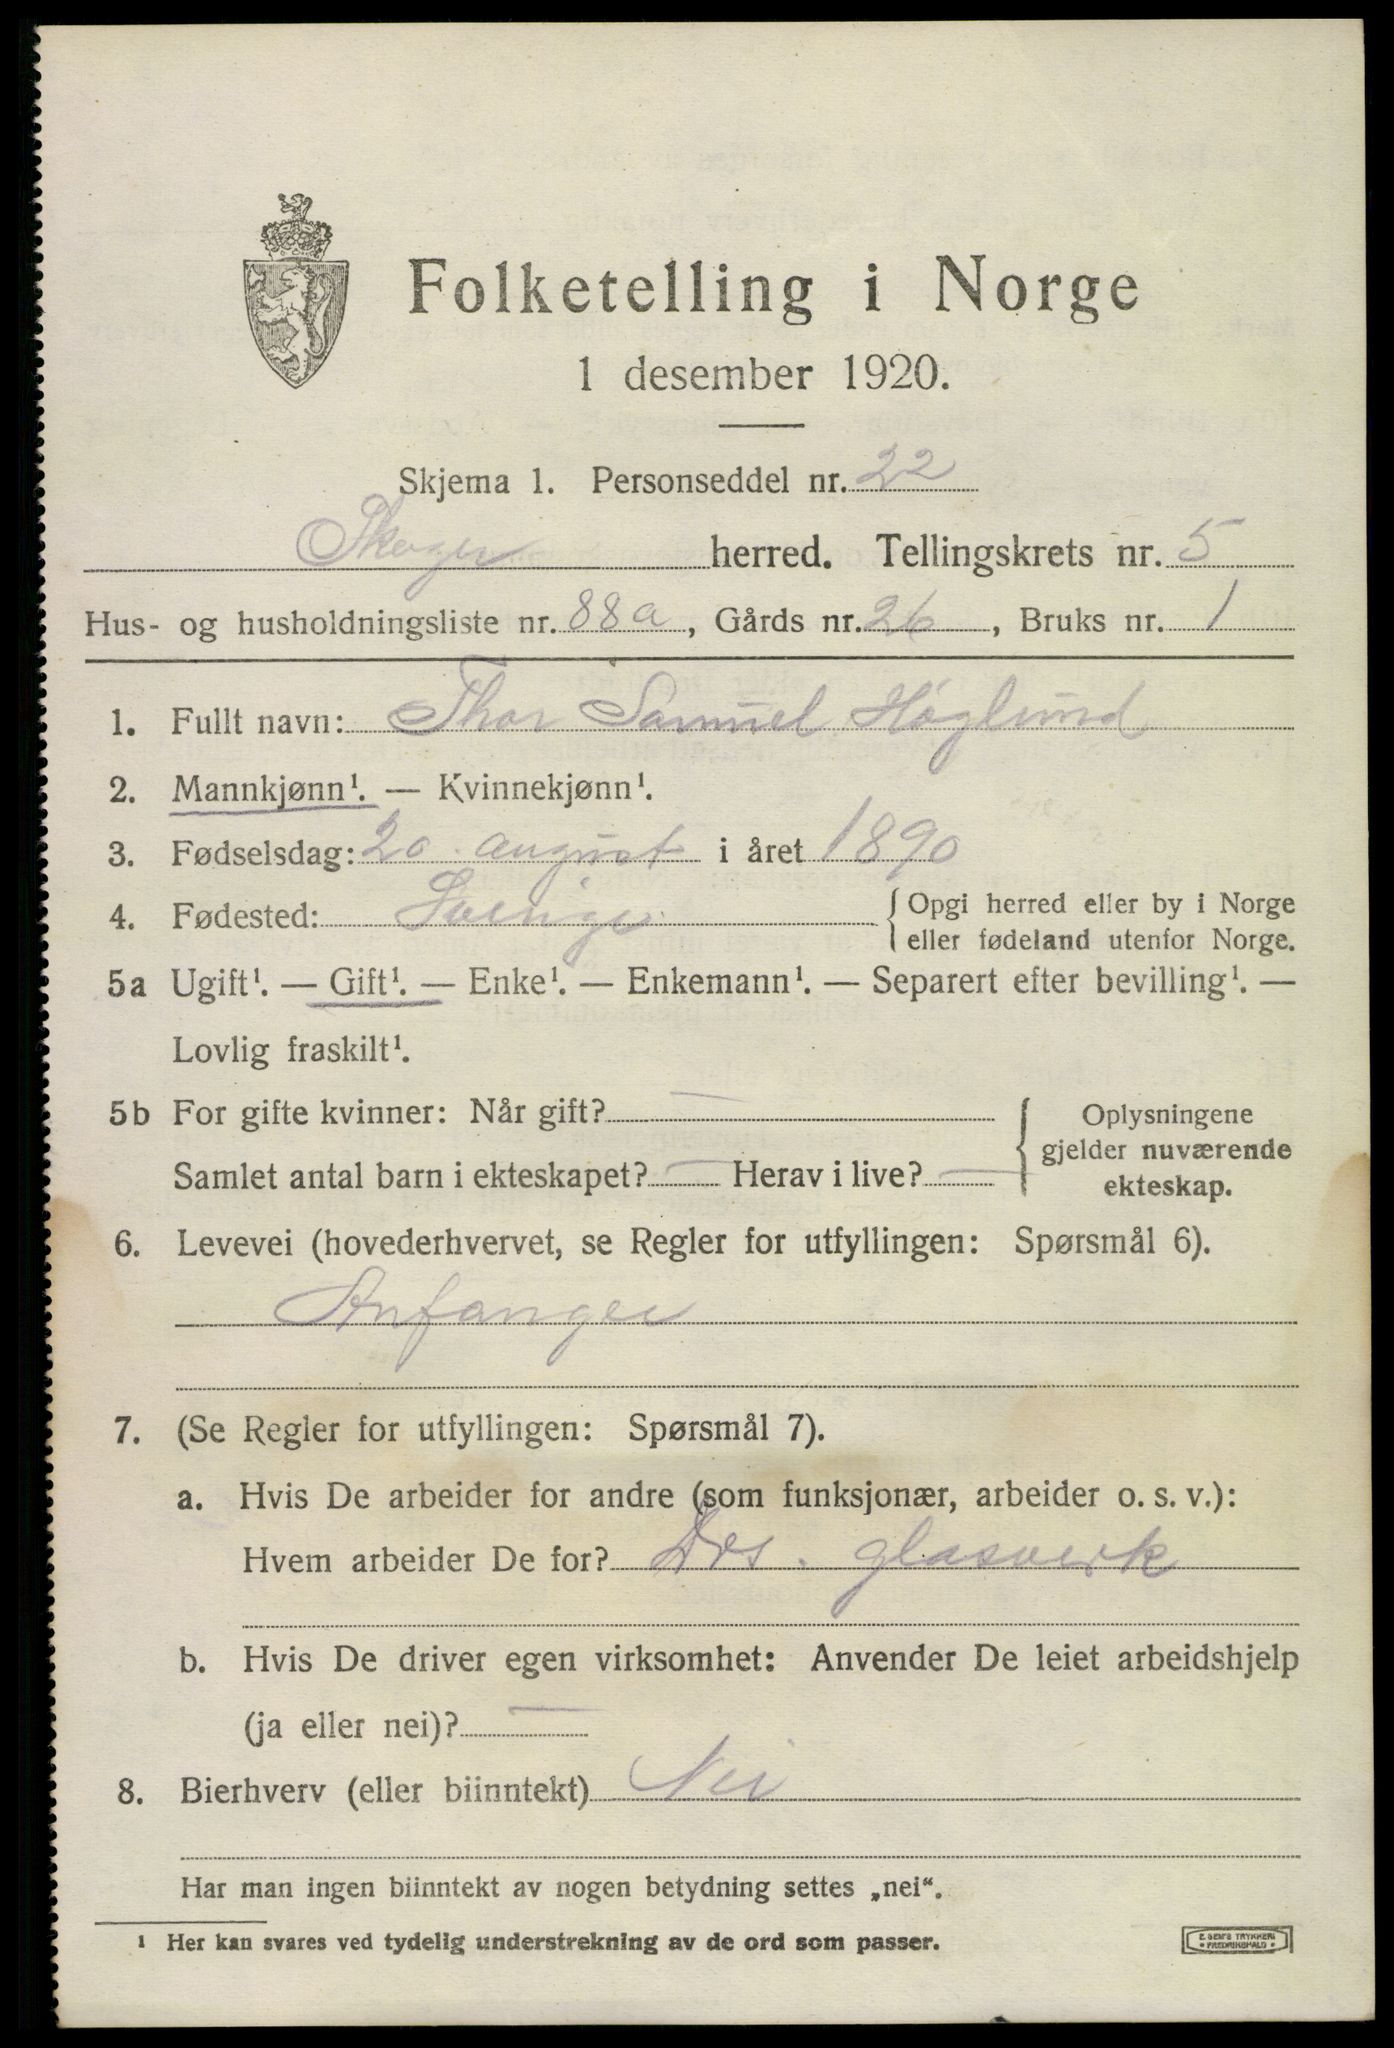 Folketelling i Norge
1 desember 1920.
Skjema 1. Personseddel nr. 22
Skoger herred. Tellingskrets nr. 5
Hus- og husholdningsliste nr. 88a, Gårds nr. 26, Bruks nr. 1
1. Fullt navn: Thor Samuel Høglund
2. Mannkjønn¹. — Kvinnekjønn¹.
3. Fødselsdag: 20 august i året 1890
4. Fødested: Sverige {Opgi herred eller by i Norge
eller fødeland utenfor Norge.
5a Ugift¹. — Gift¹. — Enke¹. — Enkemann¹. — Separert efter bevilling¹. —
Lovlig fraskilt¹.
5b For gifte kvinner: Når gift? —
Samlet antal barn i ekteskapet? — Herav i live? —
Oplysningene
gjelder nuværende
ekteskap.
6. Levevei (hovederhvervet, se Regler for utfyllingen: Spørsmål 6).
Anfanger
7. (Se Regler for utfyllingen: Spørsmål 7).
a. Hvis De arbeider for andre (som funksjonær, arbeider o. s. v.):
Hvem arbeider De for? Drs. glasverk
b. Hvis De driver egen virksomhet: Anvender De leiet arbeidshjelp
(ja eller nei)? —
8. Bierhverv (eller biinntekt) Nei
Har man ingen biinntekt av nogen betydning settes „nei“.
¹ Her kan svares ved tydelig understrekning av de ord som passer.
E. SEM'S TRYKKERI
• FREDRIKSHALD •